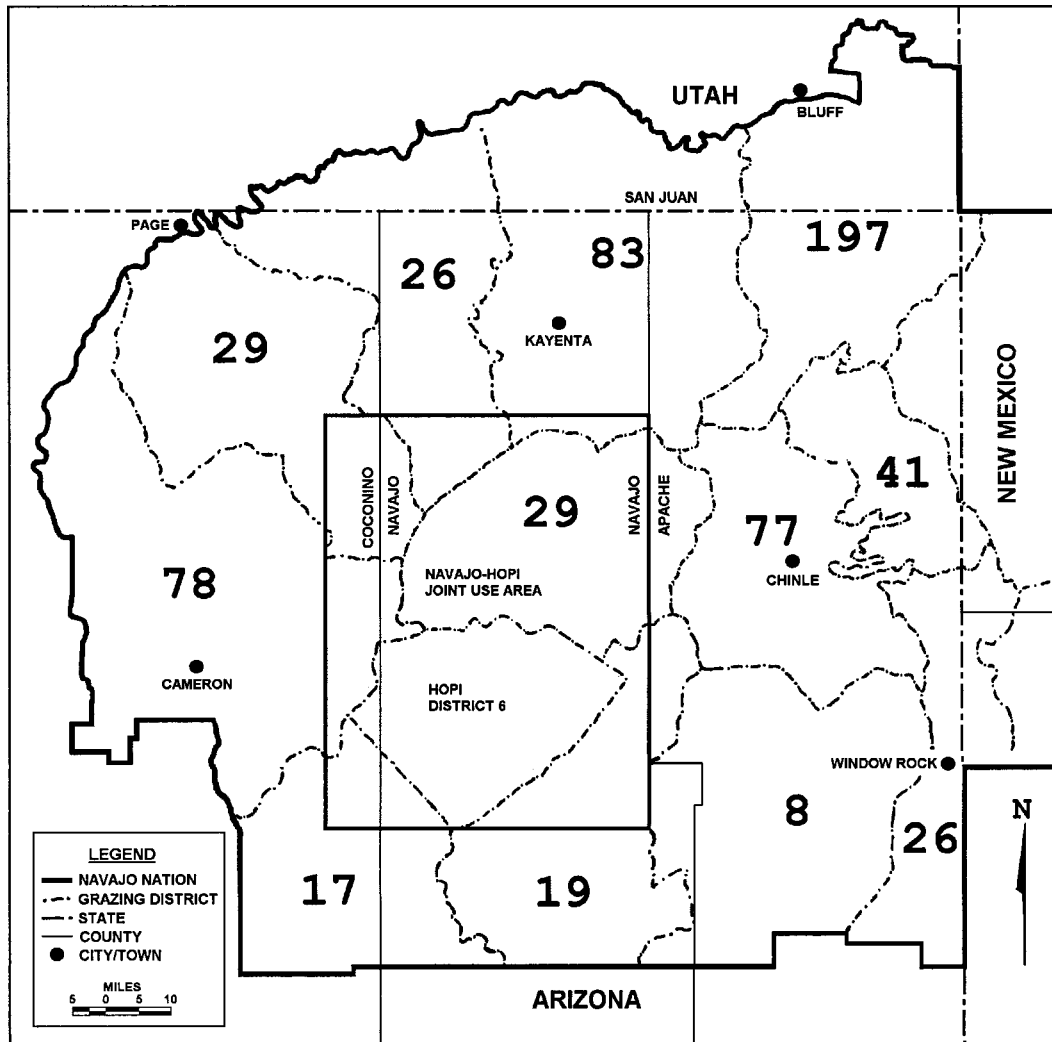 UTAH
BLUFF
SAN JUAN
PAGE
26
83
197
29
KAYENTA
NEW MEXICO
COCONINO
NAVAJO
NAVAJO
APACHE
41
29
77
CHINLE
78
NAVAJO-HOPI
JOINT USE AREA
CAMERON
HOPI
DISTRICT 6
WINDOW ROCK
8
26
N
17
19
LEGEND
NAVAJO NATION
GRAZING DISTRICT
STATE
COUNTY
CITY/TOWN
MILES
5 0 5 10
ARIZONA